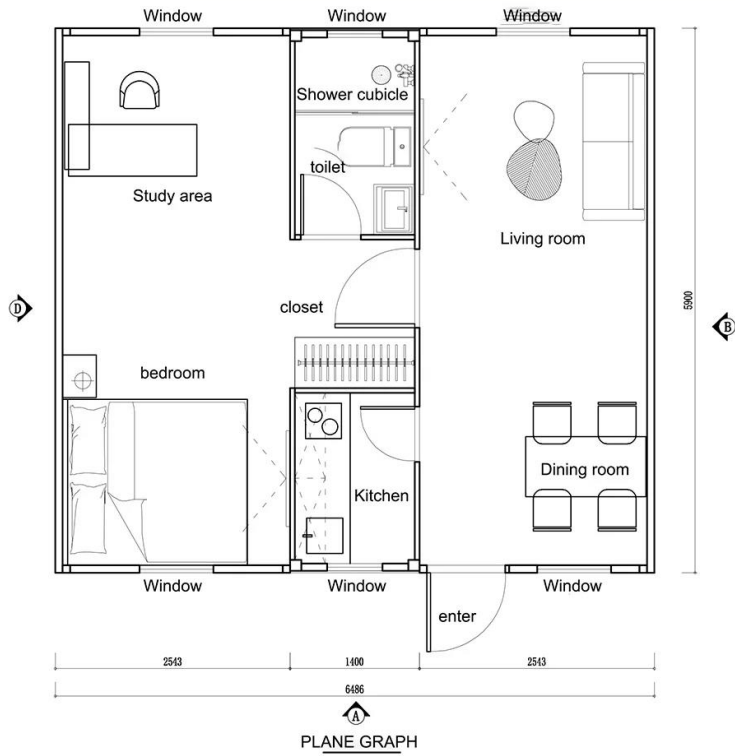 Window
Window
Window
Shower cubicle
toilet
Study area
Living room
closet
D
B
5900
bedroom
Dining room
Kitchen
Window
Window
Window
enter
2543
1400
2543
6486
A
PLANE GRAPH